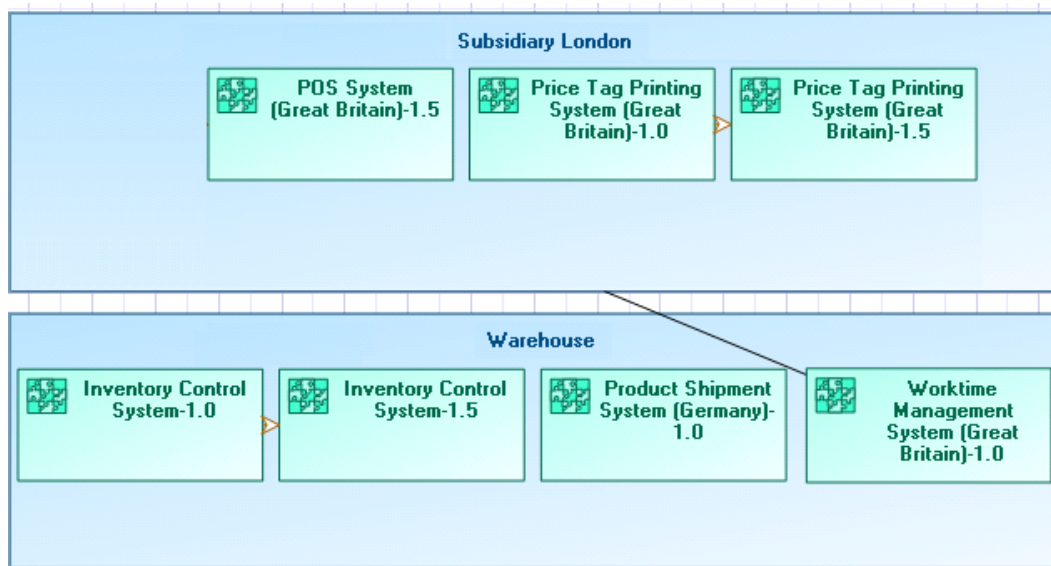 Subsidiary London
POS System
(Great Britain)-1.5
Price Tag Printing
System (Great
Britain)-1.0
Price Tag Printing
System (Great
Britain)-1.5
Warehouse
Inventory Control
System-1.0
Inventory Control
System-1.5
Product Shipment
System (Germany)-
1.0
Worktime
Management
System (Great
Britain)-1.0